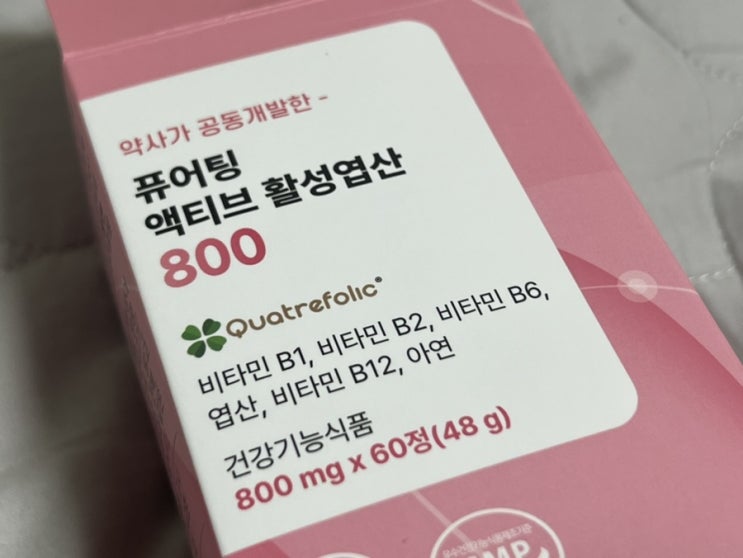 약사가 공동개발한 -
퓨어팅
액티브 활성엽산
800
Quatrefolic®
비타민 B1, 비타민 B2, 비타민 B6,
엽산, 비타민 B12, 아연
건강기능식품
800 mg x 60정(48 g)